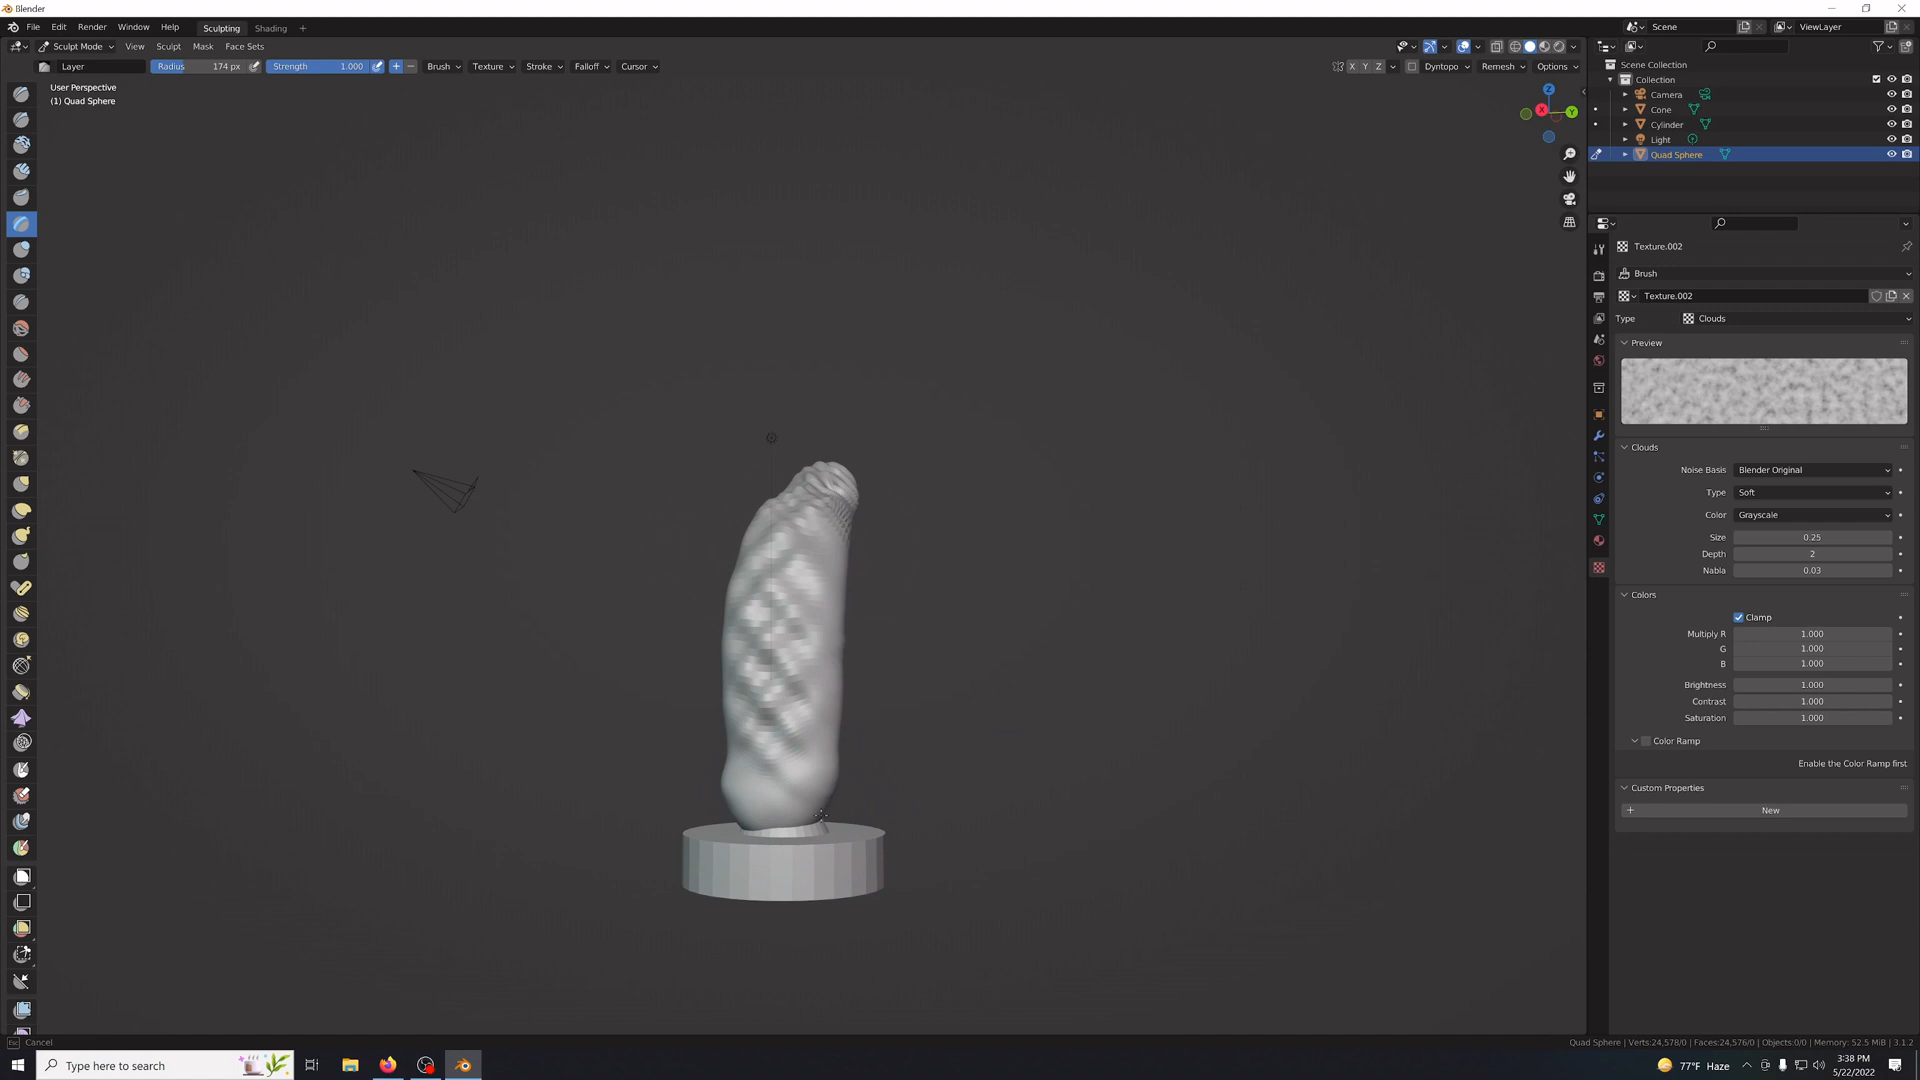 Blender
File Edit Render Window Help Sculpting Shading + Scene ViewLayer
Sculpt Mode View Sculpt Mask Face Sets
Layer Radius 174 px Strength 1.000 + − Brush Texture Stroke Falloff Cursor X Y Z Dyntopo Remesh Options
User Perspective
(1) Quad Sphere
Z
X
Y
Scene Collection
Collection
Camera
Cone
Cylinder
Light
Quad Sphere
Texture.002
Brush
Texture.002
Type Clouds
Preview
Clouds
Noise Basis Blender Original
Type Soft
Color Grayscale
Size 0.25
Depth 2
Nabla 0.03
Colors
Clamp
Multiply R 1.000
G 1.000
B 1.000
Brightness 1.000
Contrast 1.000
Saturation 1.000
Color Ramp
Enable the Color Ramp first
Custom Properties
+ New
Esc Cancel
Quad Sphere | Verts:24,578/0 | Faces:24,576/0 | Objects:0/0 | Memory: 52.5 MiB | 3.1.2
Type here to search
77°F Haze
3:38 PM
5/22/2022